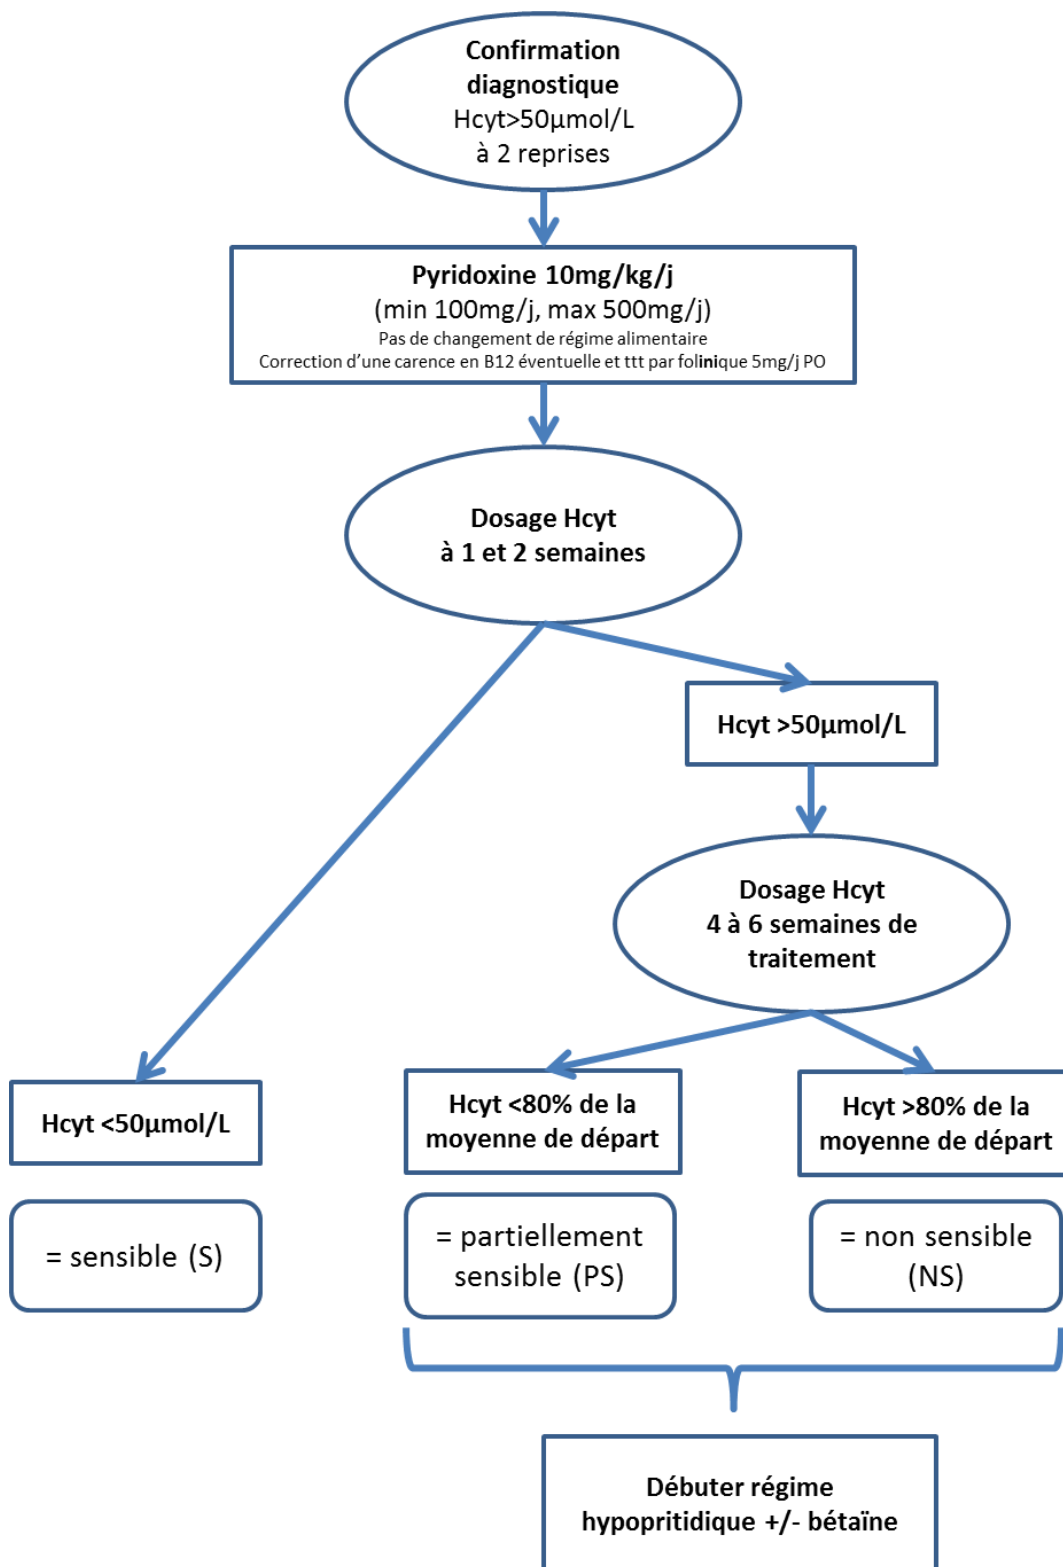 Confirmation
diagnostique
Hcyt>50µmol/L
à 2 reprises
Pyridoxine 10mg/kg/j
(min 100mg/j, max 500mg/j)
Pas de changement de régime alimentaire
Correction d'une carence en B12 éventuelle et ttt par folinique 5mg/j PO
Dosage Hcyt
à 1 et 2 semaines
Hcyt >50µmol/L
Dosage Hcyt
4 à 6 semaines de
traitement
Hcyt <50µmol/L
Hcyt <80% de la
moyenne de départ
Hcyt >80% de la
moyenne de départ
= sensible (S)
= partiellement
sensible (PS)
= non sensible
(NS)
Débuter régime
hypopritidique +/- bétaïne